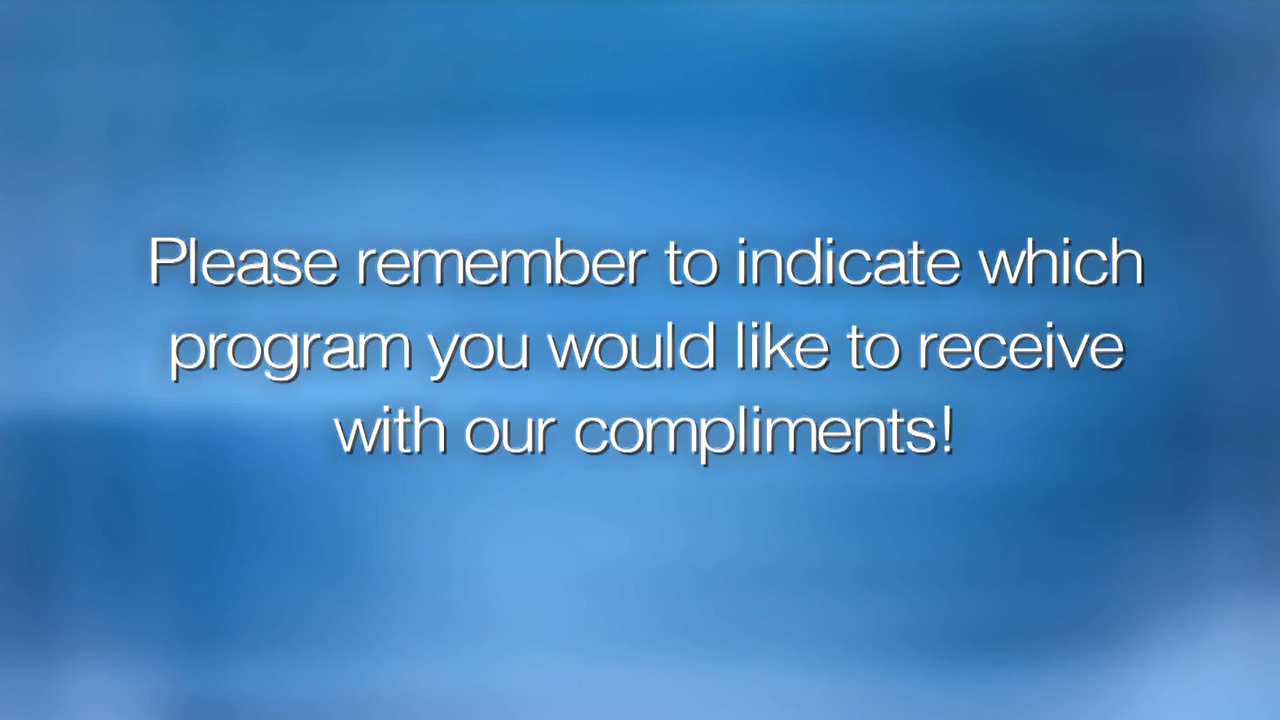 Please remember to indicate which
program you would like to receive
with our compliments!